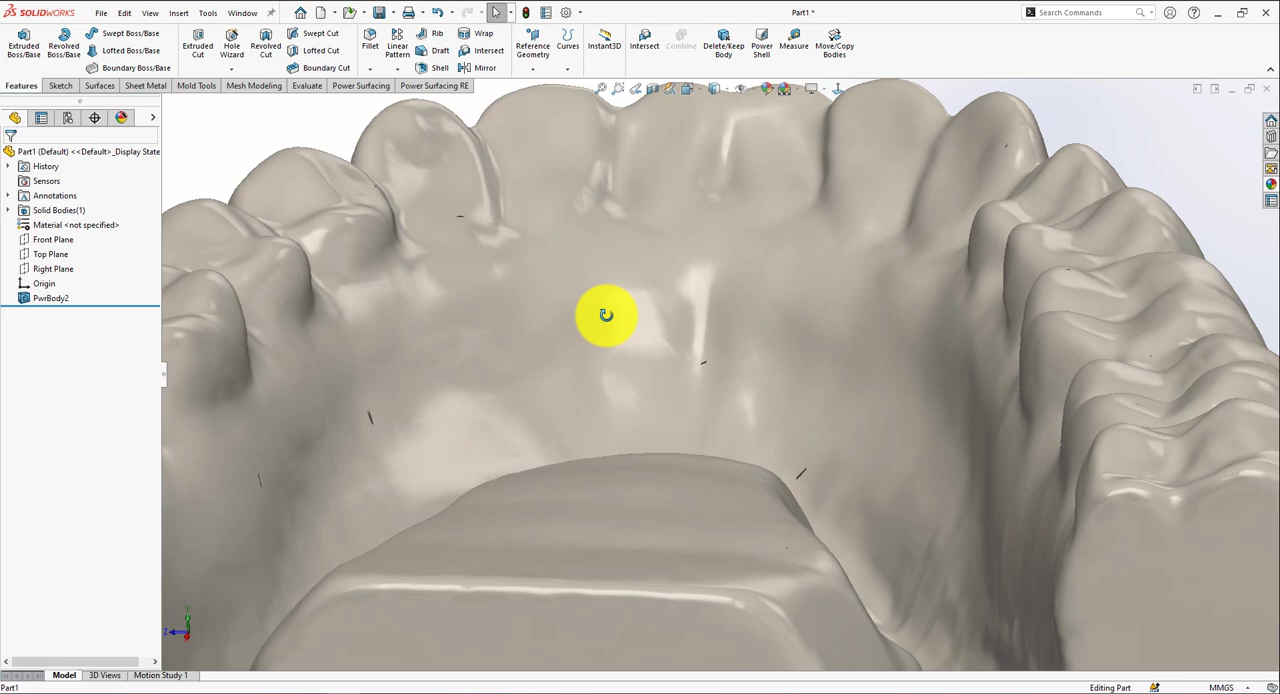 SOLIDWORKS
File Edit View Insert Tools Window
Part1 *
Search Commands
Extruded Boss/Base
Revolved Boss/Base
Swept Boss/Base
Lofted Boss/Base
Boundary Boss/Base
Extruded Cut
Hole Wizard
Revolved Cut
Swept Cut
Lofted Cut
Boundary Cut
Fillet
Linear Pattern
Rib
Draft
Shell
Wrap
Intersect
Mirror
Reference Geometry
Curves
Instant3D
Intersect
Combine
Delete/Keep Body
Power Shell
Measure
Move/Copy Bodies
Features Sketch Surfaces Sheet Metal Mold Tools Mesh Modeling Evaluate Power Surfacing Power Surfacing RE
Part1 (Default) <<Default>_Display State
History
Sensors
Annotations
Solid Bodies(1)
Material <not specified>
Front Plane
Top Plane
Right Plane
Origin
PwrBody2
Z
Model 3D Views Motion Study 1
Part1
Editing Part
MMGS